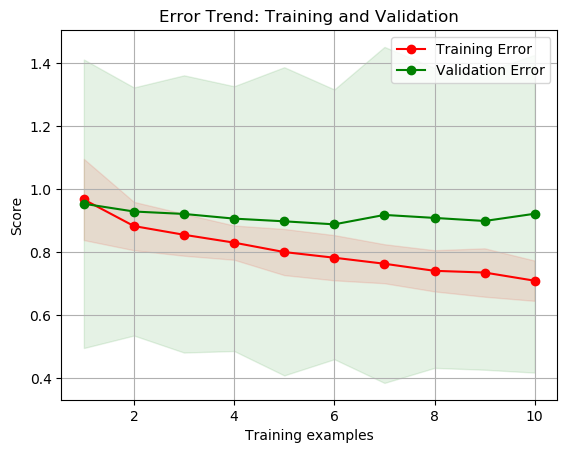 Error Trend: Training and Validation
Training Error
Validation Error
Score
1.4
1.2
1.0
0.8
0.6
0.4
2
4
6
8
10
Training examples